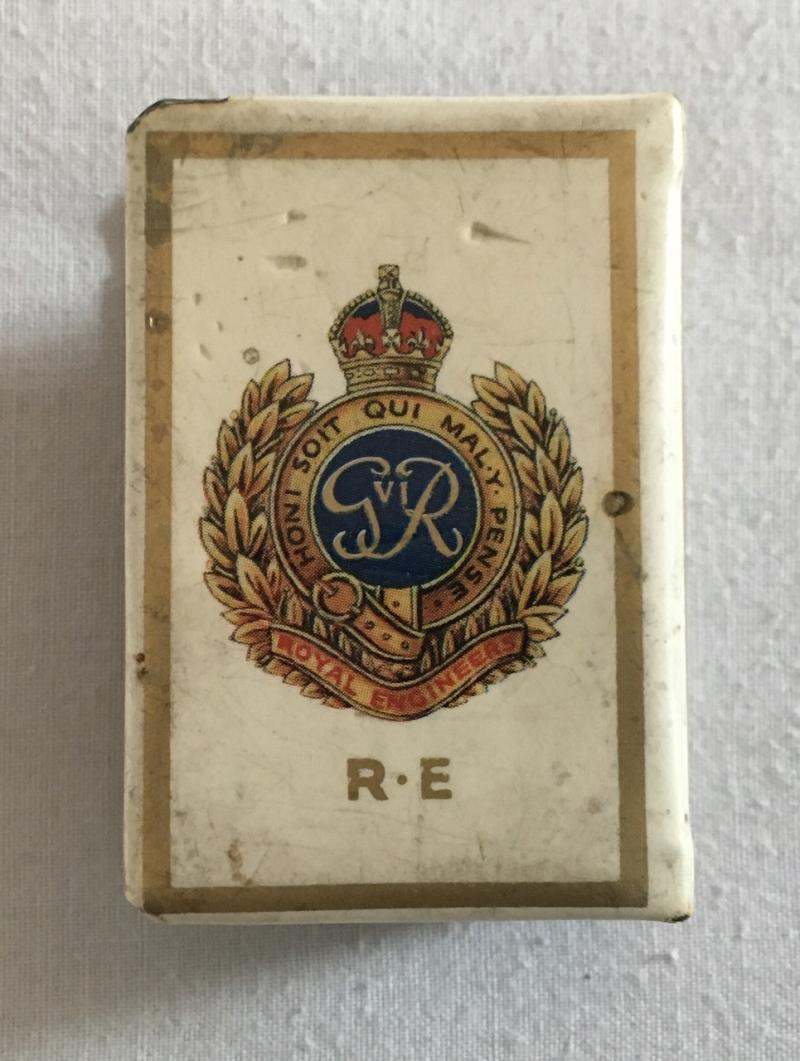 HONI SOIT QUI MAL·Y·PENSE·
GviR
ROYAL ENGINEERS
R·E